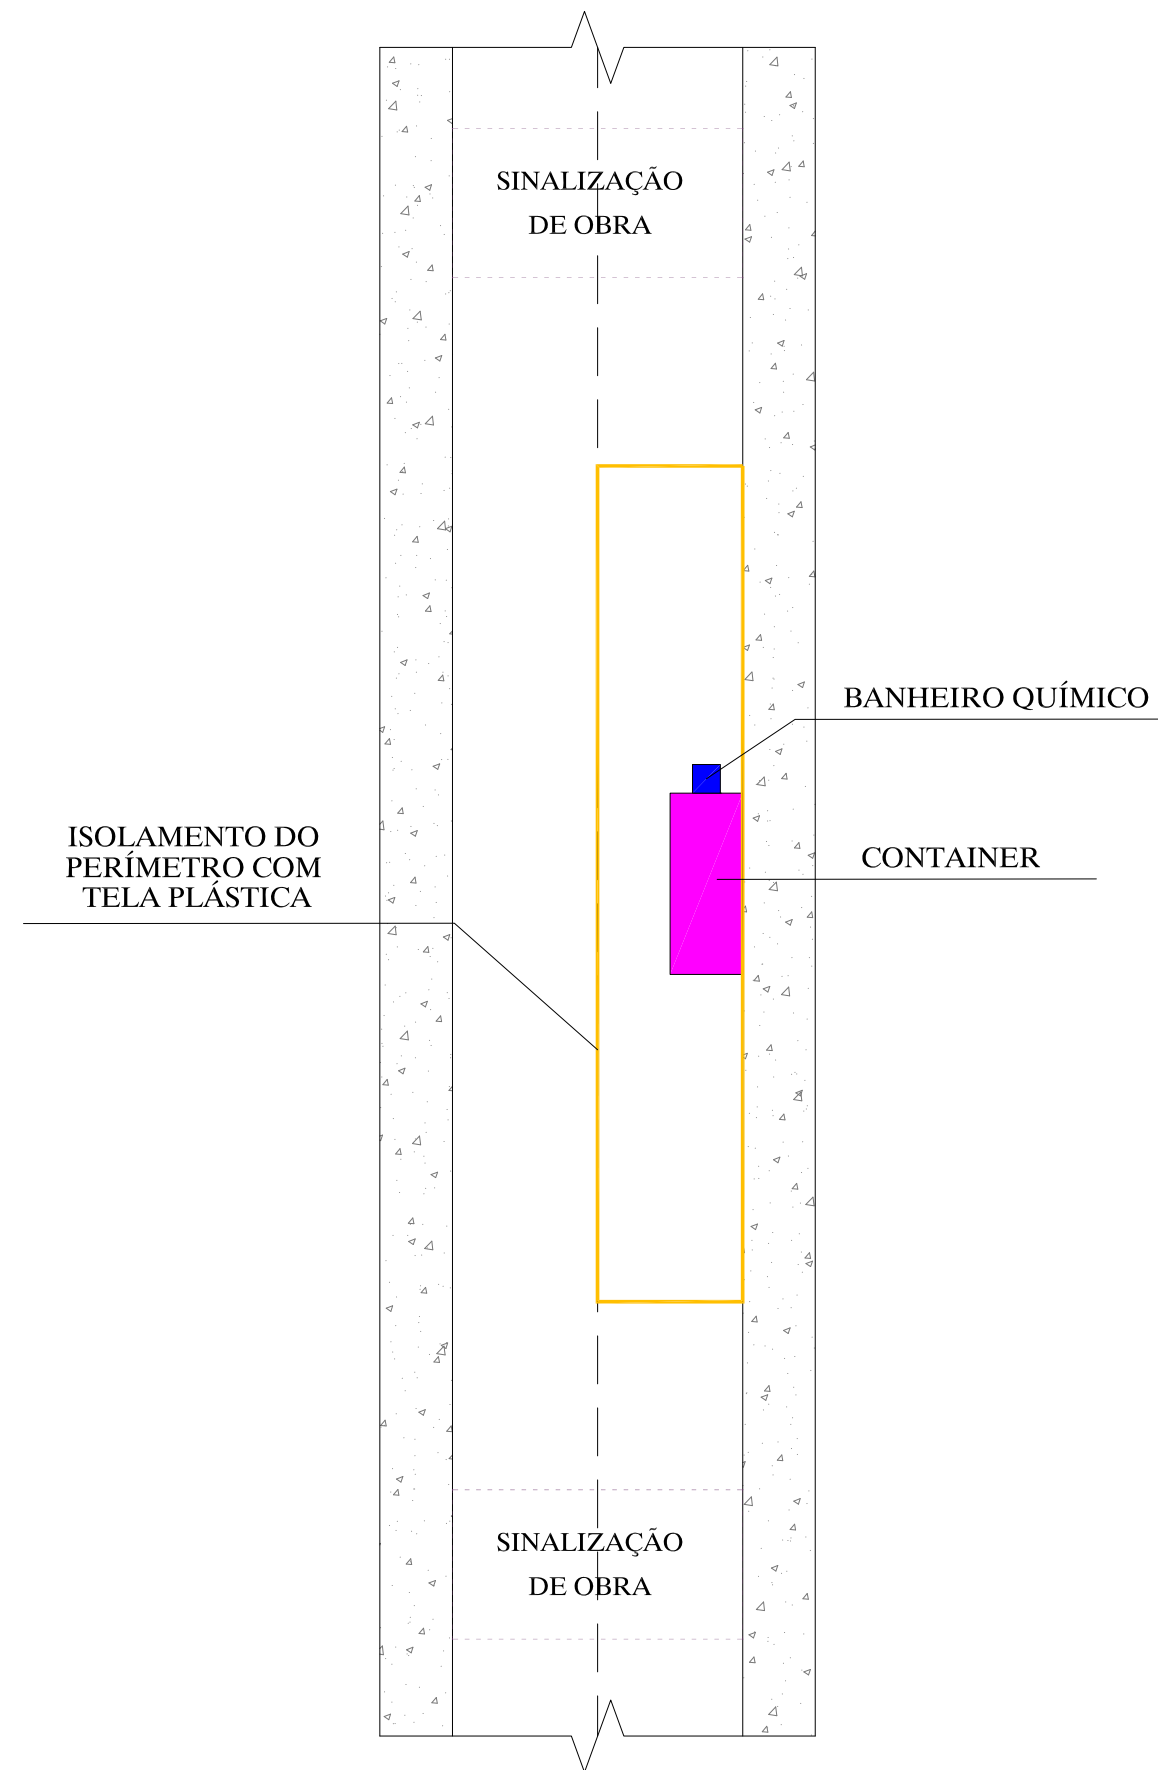 SINALIZAÇÃO
DE OBRA
BANHEIRO QUÍMICO
ISOLAMENTO DO
PERÍMETRO COM
TELA PLÁSTICA
CONTAINER
SINALIZAÇÃO
DE OBRA